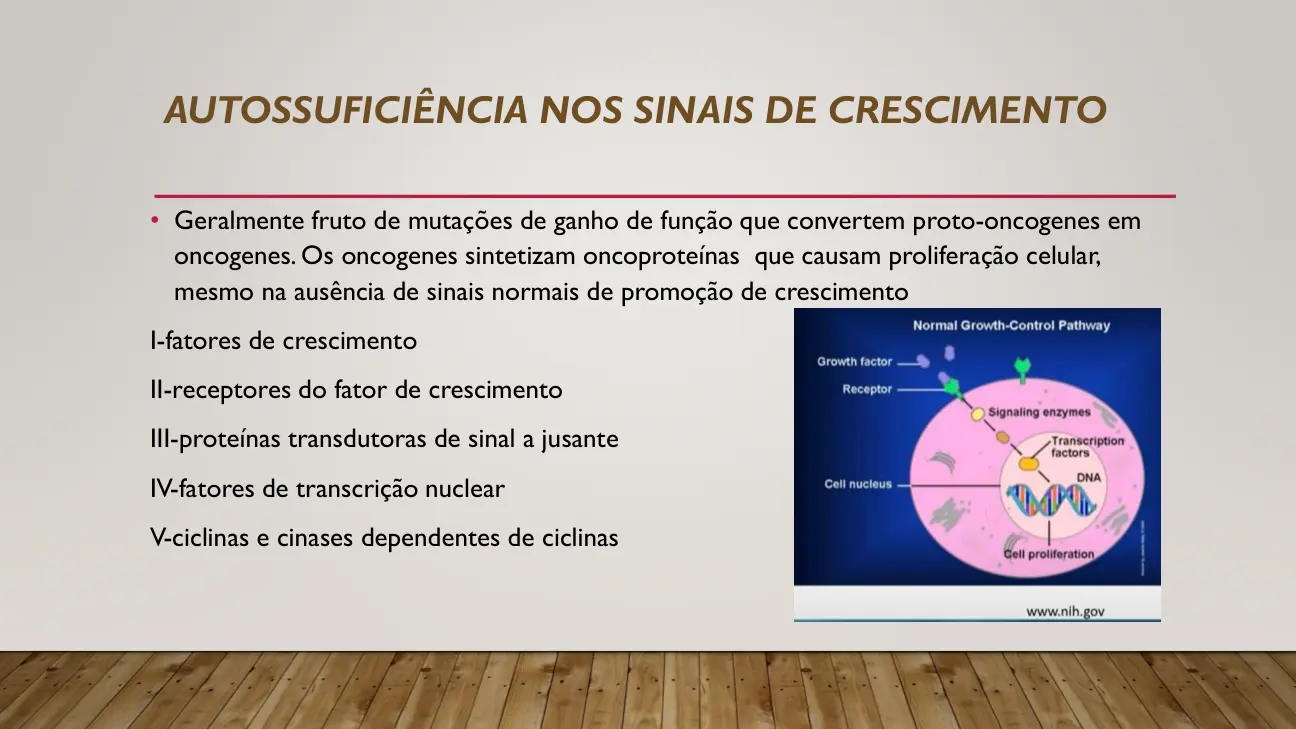 AUTOSSUFICIÊNCIA NOS SINAIS DE CRESCIMENTO
• Geralmente fruto de mutações de ganho de função que convertem proto-oncogenes em
oncogenes. Os oncogenes sintetizam oncoproteínas  que causam proliferação celular,
mesmo na ausência de sinais normais de promoção de crescimento
I-fatores de crescimento
II-receptores do fator de crescimento
III-proteínas transdutoras de sinal a jusante
IV-fatores de transcrição nuclear
V-ciclinas e cinases dependentes de ciclinas
Normal Growth-Control Pathway
Growth factor
Receptor
Signaling enzymes
Transcription
factors
DNA
Cell nucleus
Cell proliferation
www.nih.gov